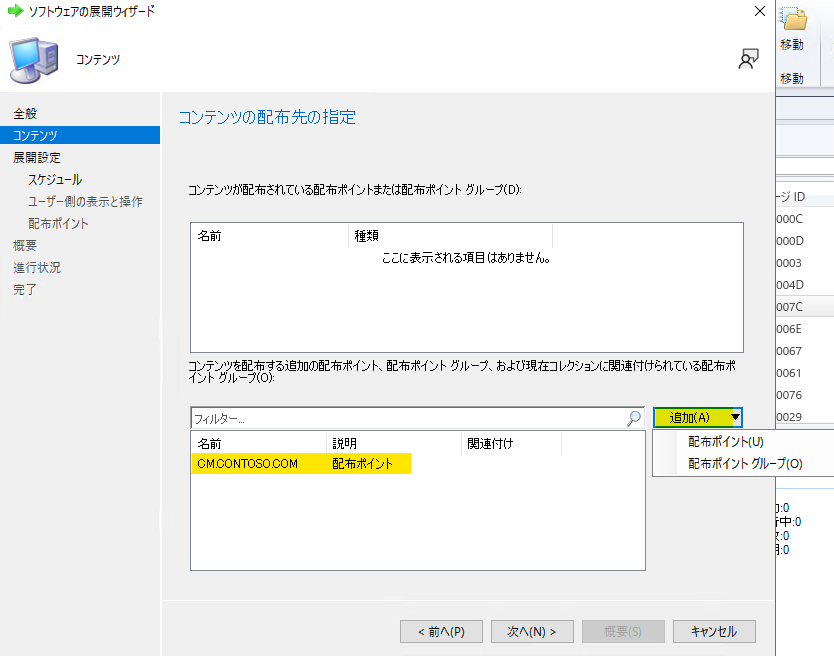 ソフトウェアの展開ウィザード
コンテンツ
全般
コンテンツ
展開設定
スケジュール
ユーザー側の表示と操作
配布ポイント
概要
進行状況
完了
コンテンツの配布先の指定
コンテンツが配布されている配布ポイントまたは配布ポイント グループ(D):
名前 種類
ここに表示される項目はありません。
コンテンツを配布する追加の配布ポイント、配布ポイント グループ、および現在コレクションに関連付けられている配布ポ
イント グループ(O):
フィルター...
追加(A)
配布ポイント(U)
配布ポイント グループ(O)
名前 説明 関連付け
CM.CONTOSO.COM 配布ポイント
< 前へ(P) 次へ(N) > 概要(S) キャンセル
移動
移動
ージ ID
000C
000D
0003
004D
007C
006E
0067
0061
0076
0029
:0
中:0
:0
:0